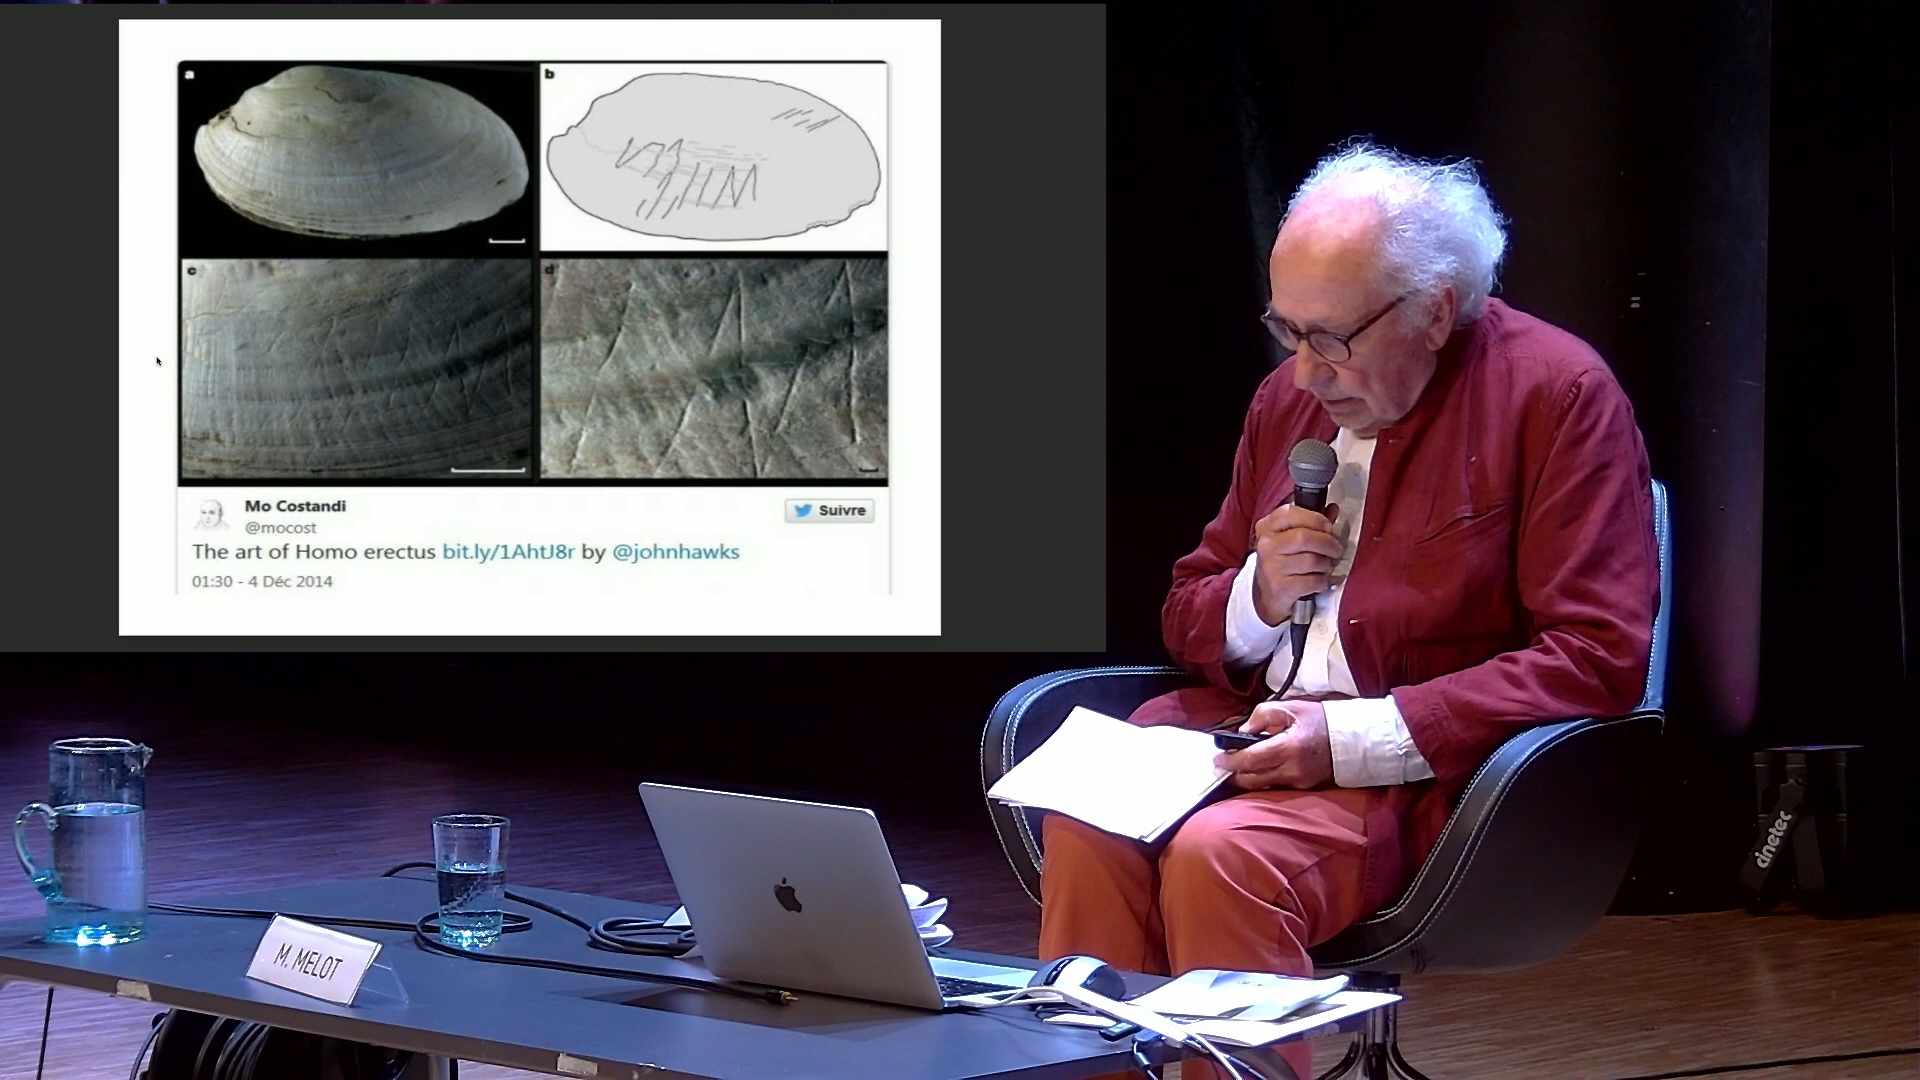 a
b
c
d
Mo Costandi
@mocost
Suivre
The art of Homo erectus bit.ly/1AhtJ8r by @johnhawks
01:30 - 4 Déc 2014
M. MELOT
cinetec